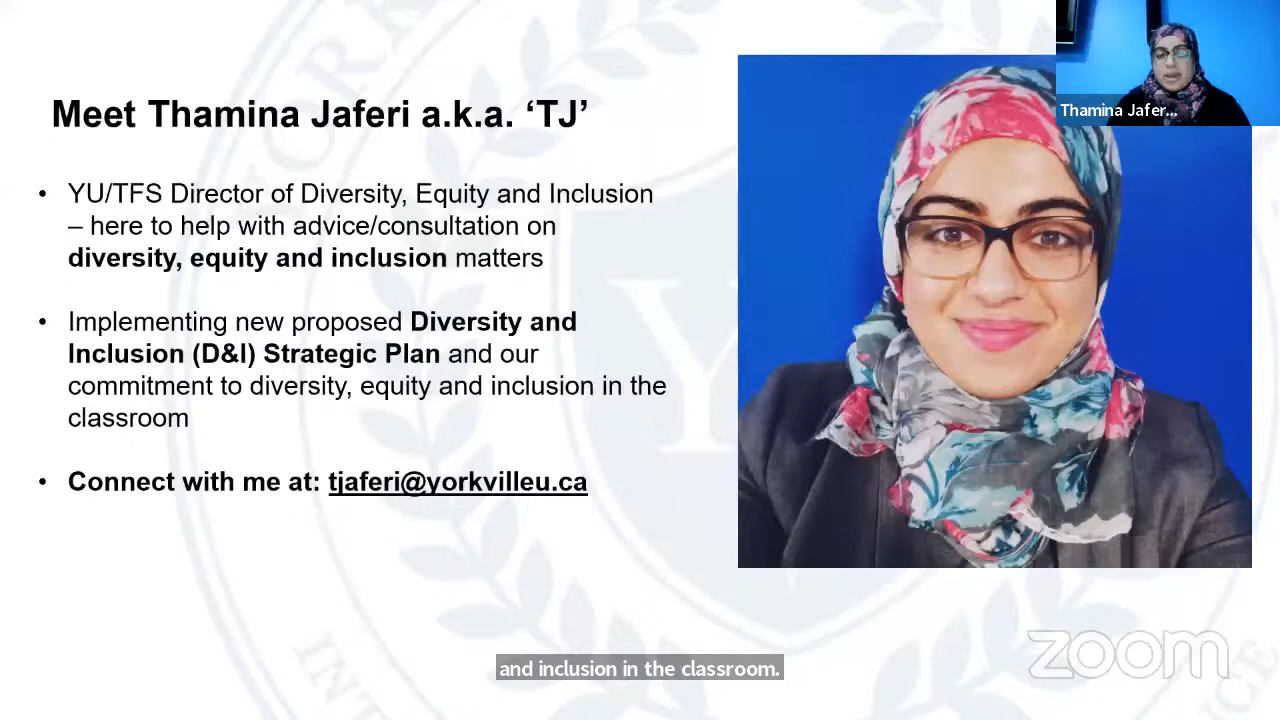 Meet Thamina Jaferi a.k.a. ‘TJ’
• YU/TFS Director of Diversity, Equity and Inclusion
– here to help with advice/consultation on
diversity, equity and inclusion matters
• Implementing new proposed Diversity and
Inclusion (D&I) Strategic Plan and our
commitment to diversity, equity and inclusion in the
classroom
• Connect with me at: tjaferi@yorkvilleu.ca
Thamina Jafer...
and inclusion in the classroom.
zoom